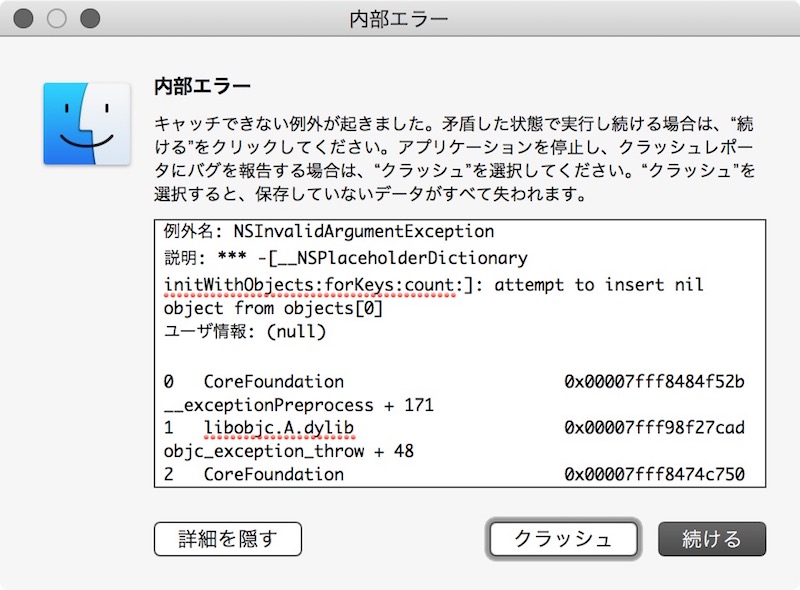 内部エラー
内部エラー
キャッチできない例外が起きました。矛盾した状態で実行し続ける場合は、“続
ける”をクリックしてください。アプリケーションを停止し、クラッシュレポー
タにバグを報告する場合は、“クラッシュ”を選択してください。“クラッシュ”を
選択すると、保存していないデータがすべて失われます。
例外名: NSInvalidArgumentException
説明: *** -[__NSPlaceholderDictionary
initWithObjects:forKeys:count:]: attempt to insert nil
object from objects[0]
ユーザ情報: (null)
0 CoreFoundation 0x00007fff8484f52b
__exceptionPreprocess + 171
1 libobjc.A.dylib 0x00007fff98f27cad
objc_exception_throw + 48
2 CoreFoundation 0x00007fff8474c750
詳細を隠す クラッシュ 続ける